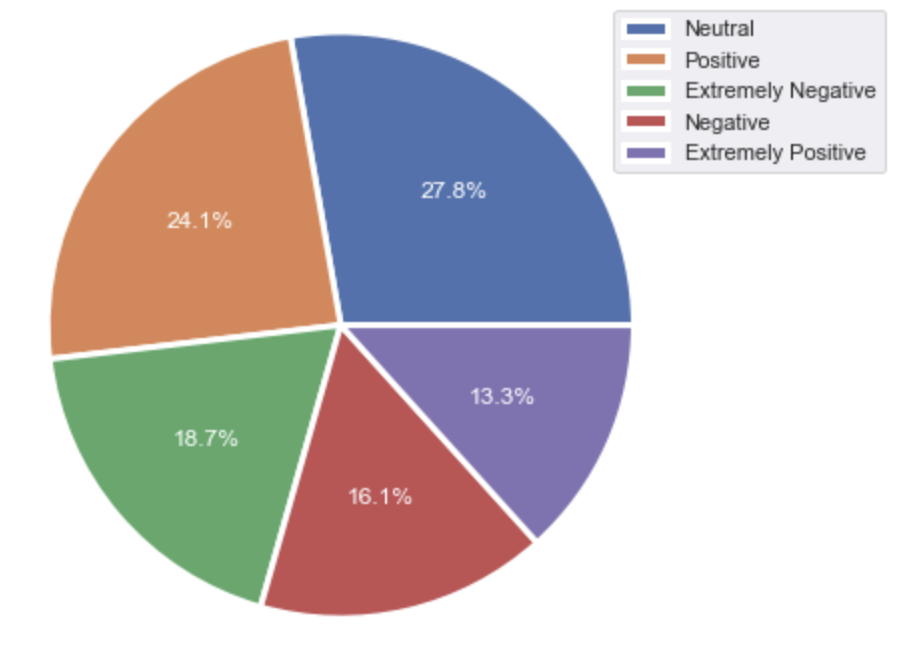 Neutral
Positive
Extremely Negative
Negative
Extremely Positive
27.8%
24.1%
18.7%
16.1%
13.3%